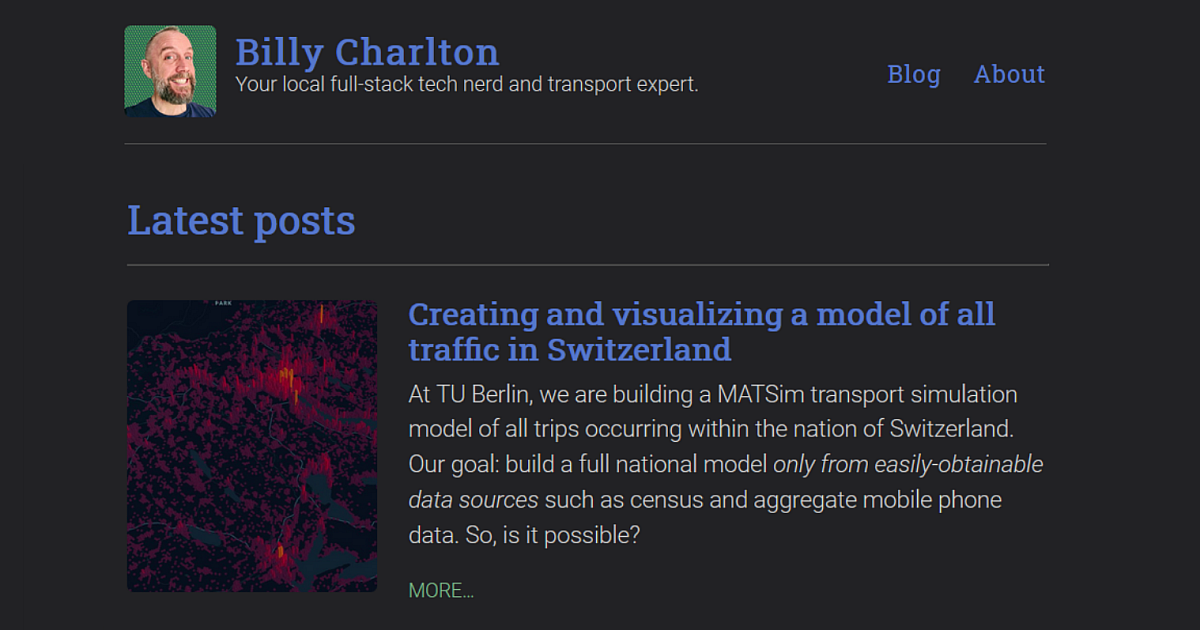 Billy Charlton
Your local full-stack tech nerd and transport expert.
Blog About
Latest posts
PARK
Creating and visualizing a model of all
traffic in Switzerland
At TU Berlin, we are building a MATSim transport simulation
model of all trips occurring within the nation of Switzerland.
Our goal: build a full national model only from easily-obtainable
data sources such as census and aggregate mobile phone
data. So, is it possible?
MORE...